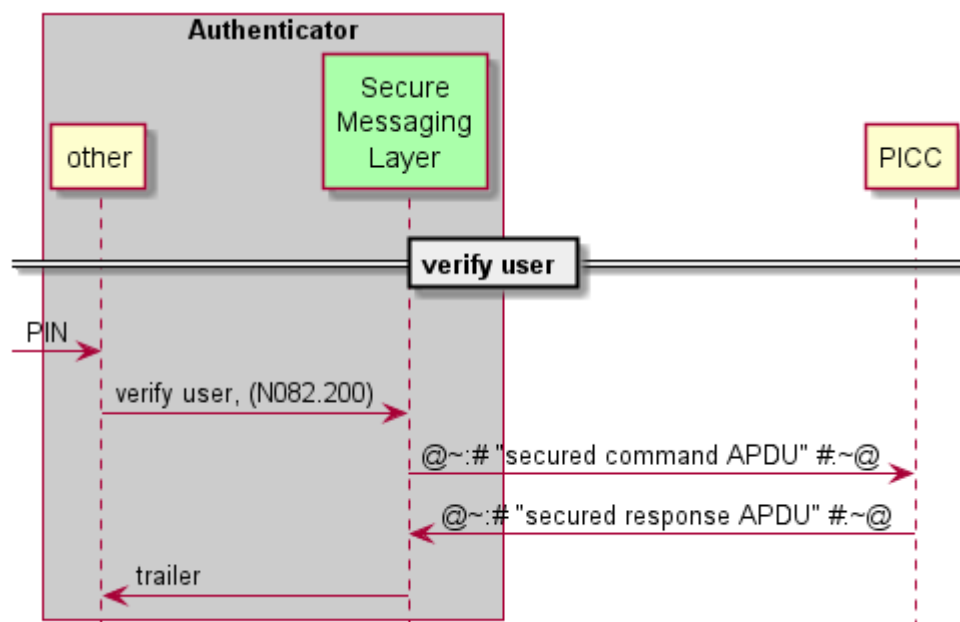 Authenticator
Secure
Messaging
Layer
other
PICC
verify user
PIN
verify user, (N082.200)
@~:# "secured command APDU" #:~@
@~:# "secured response APDU" #:~@
trailer